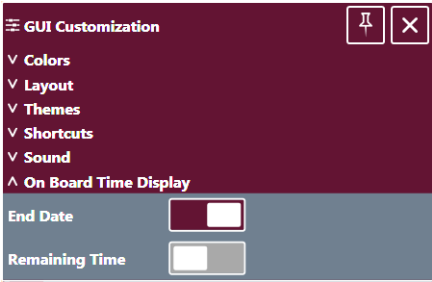 GUI Customization
Colors
Layout
Themes
Shortcuts
Sound
On Board Time Display
End Date
Remaining Time